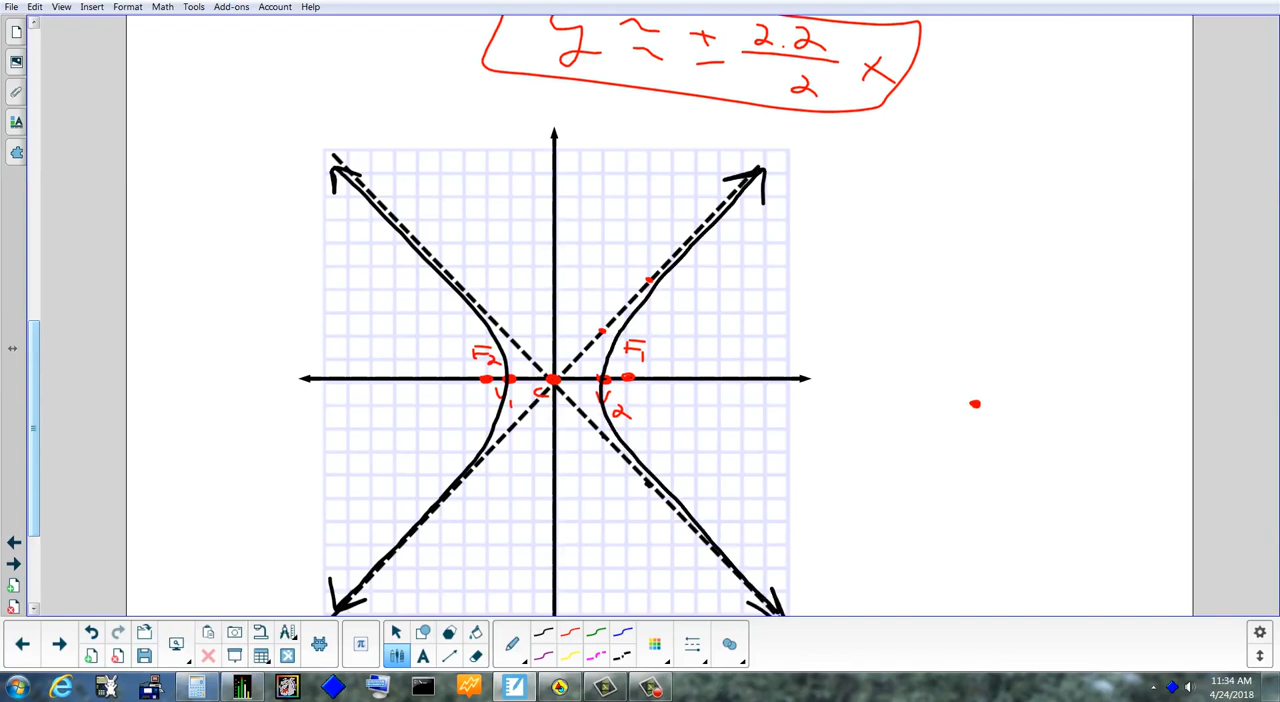 File Edit View Insert Format Math Tools Add-ons Account Help
y ≈ ± 2.2/2 x
F2 F1
V1 C V2
π
A
11:34 AM
4/24/2018